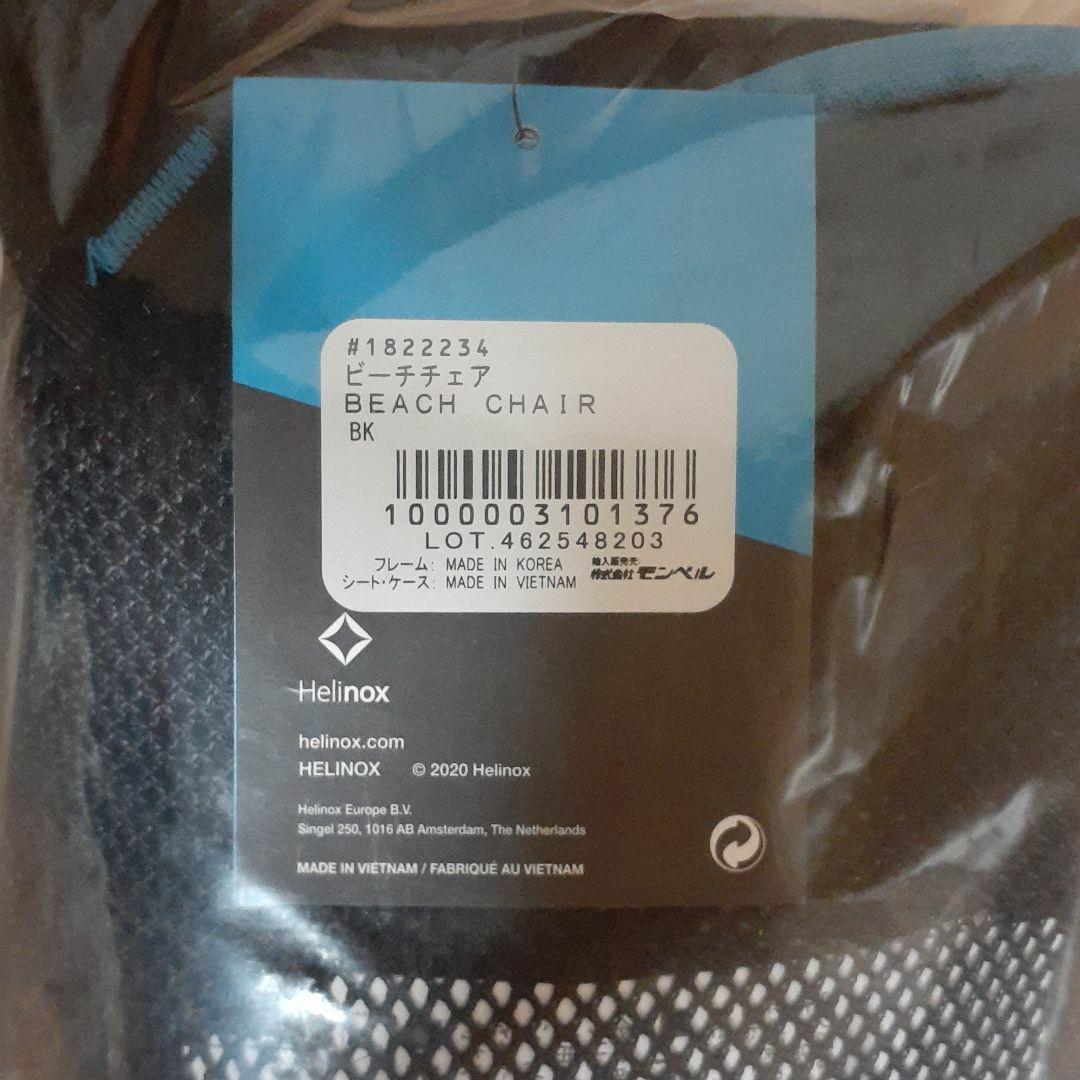 #1822234
ビーチチェア
BEACH CHAIR
BK
1000003101376
LOT.462548203
フレーム: MADE IN KOREA
シート・ケース: MADE IN VIETNAM
輸入販売元:
株式会社 モンベル
Helinox
helinox.com
HELINOX © 2020 Helinox
Helinox Europe B.V.
Singel 250, 1016 AB Amsterdam, The Netherlands
MADE IN VIETNAM / FABRIQUÉ AU VIETNAM